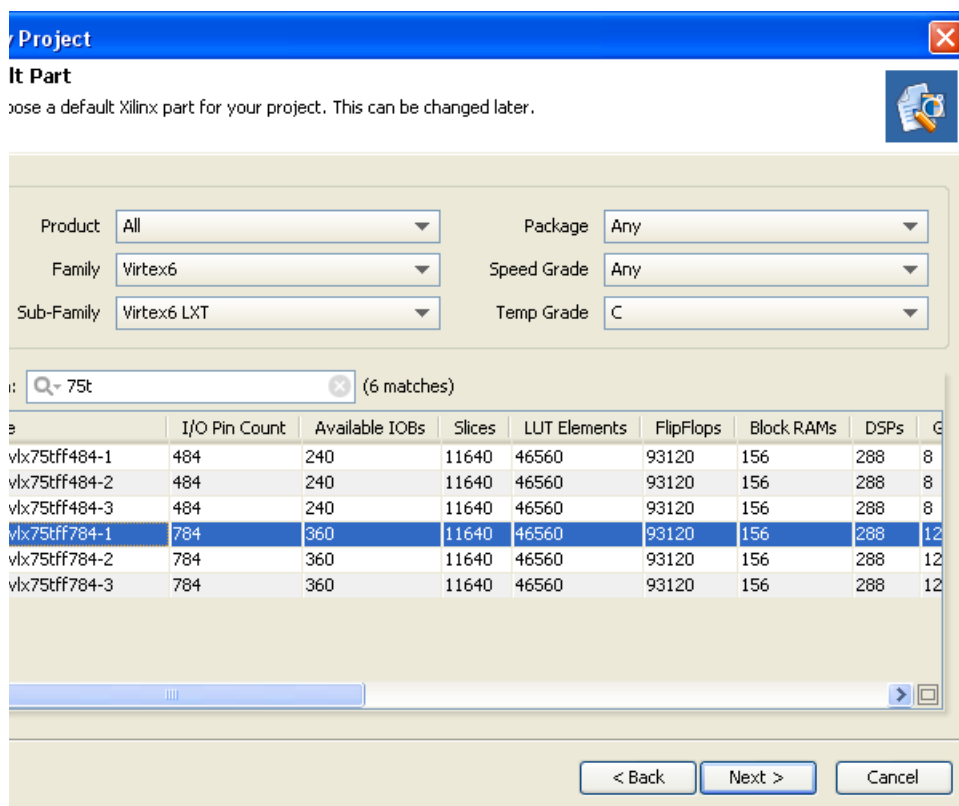 Project
lt Part
oose a default Xilinx part for your project. This can be changed later.
Product All Package Any
Family Virtex6 Speed Grade Any
Sub-Family Virtex6 LXT Temp Grade C
: 75t (6 matches)
e I/O Pin Count Available IOBs Slices LUT Elements FlipFlops Block RAMs DSPs G
vlx75tff484-1 484 240 11640 46560 93120 156 288 8
vlx75tff484-2 484 240 11640 46560 93120 156 288 8
vlx75tff484-3 484 240 11640 46560 93120 156 288 8
vlx75tff784-1 784 360 11640 46560 93120 156 288 12
vlx75tff784-2 784 360 11640 46560 93120 156 288 12
vlx75tff784-3 784 360 11640 46560 93120 156 288 12
< Back Next > Cancel